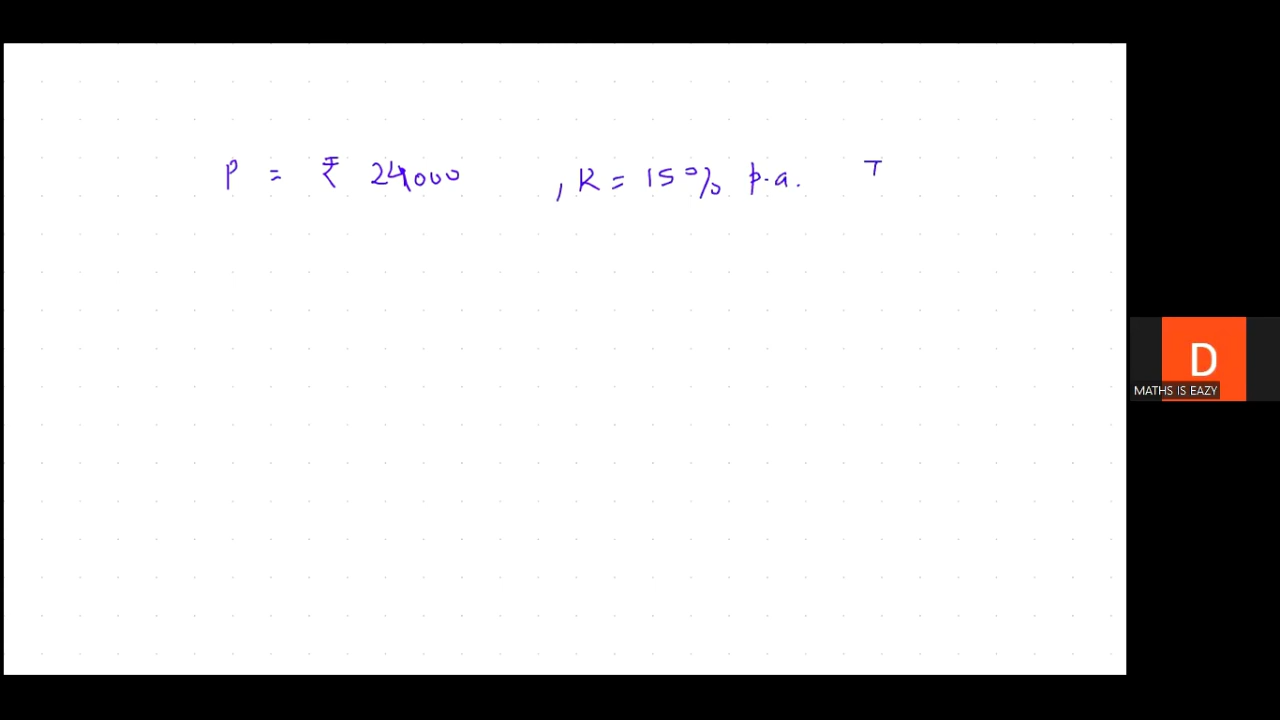 P = ₹ 24000 , R = 15% p.a. T
D
MATHS IS EAZY